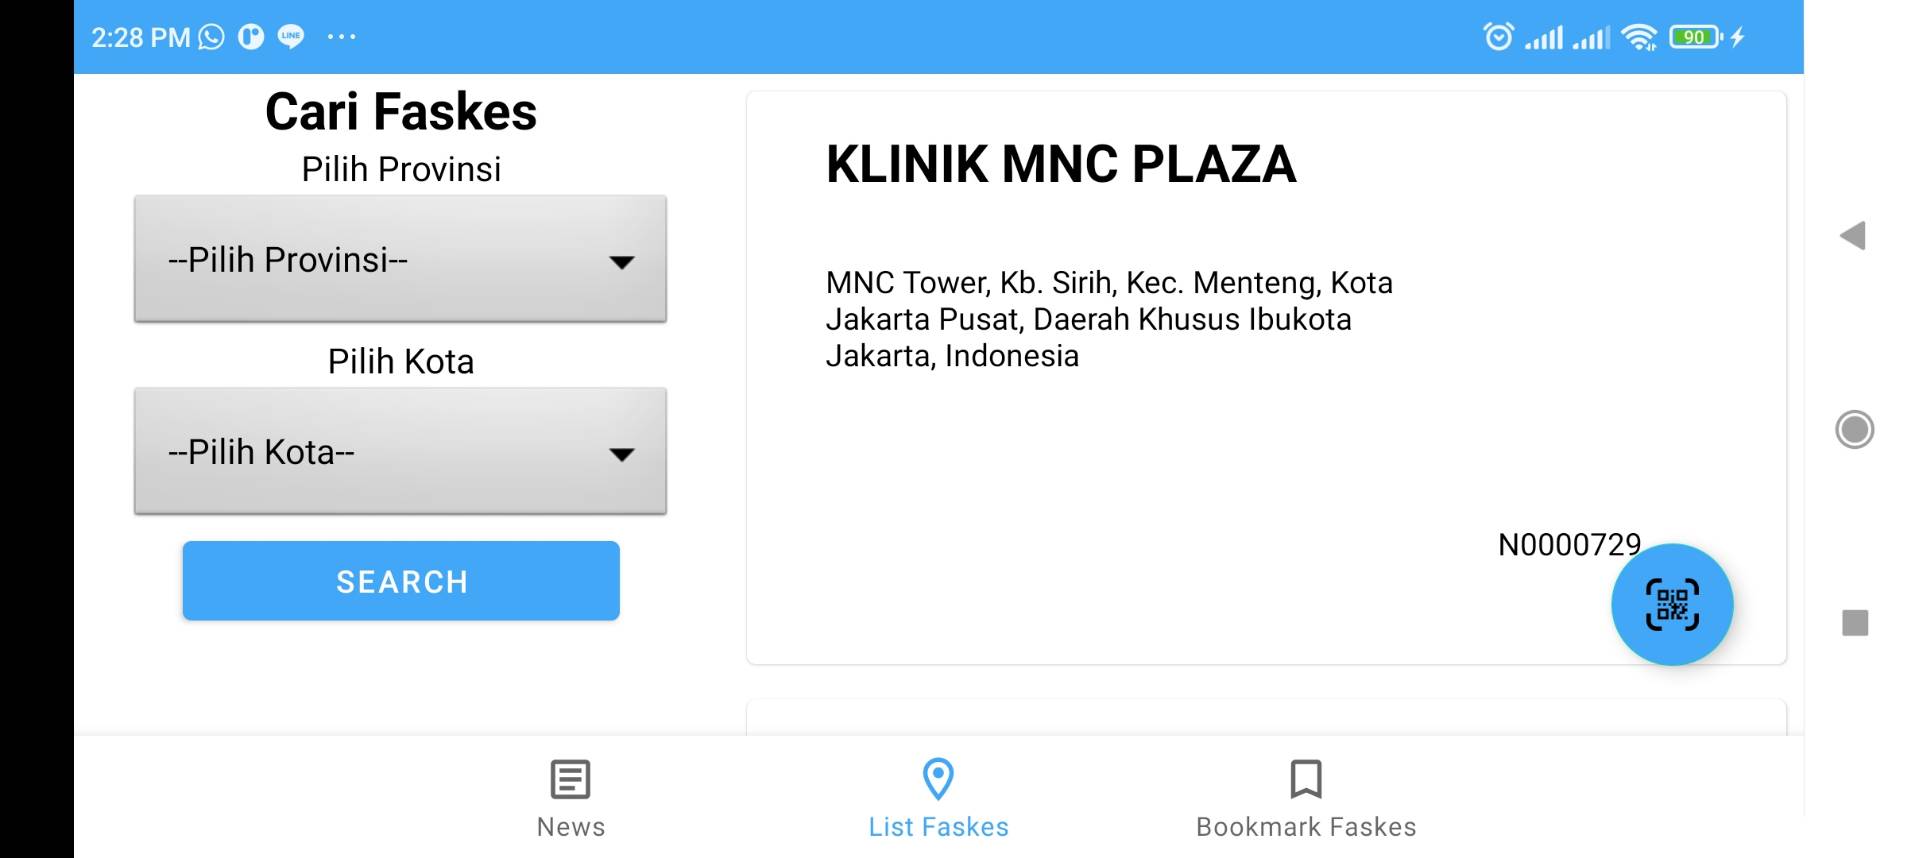 2:28 PM
LINE
90
Cari Faskes
Pilih Provinsi
--Pilih Provinsi--
Pilih Kota
--Pilih Kota--
SEARCH
KLINIK MNC PLAZA
MNC Tower, Kb. Sirih, Kec. Menteng, Kota
Jakarta Pusat, Daerah Khusus Ibukota
Jakarta, Indonesia
N0000729
News
List Faskes
Bookmark Faskes